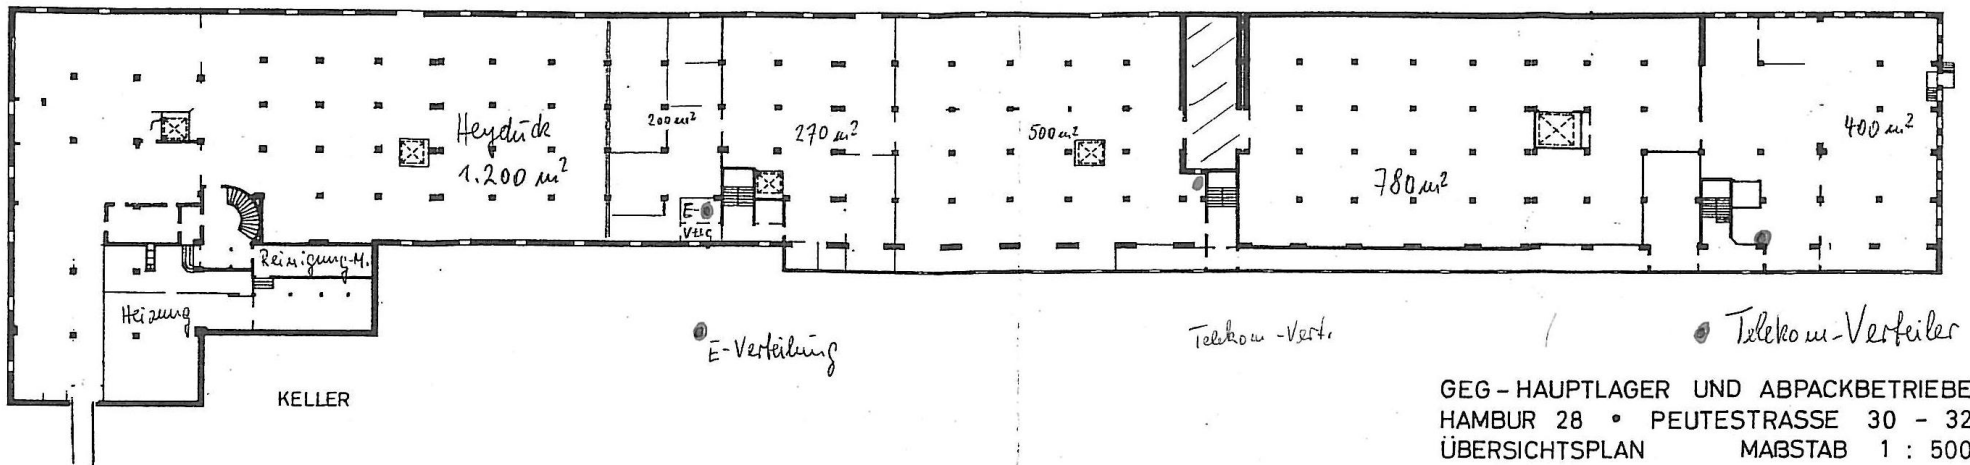 Heydück
1.200 m²
200 m²
270 m²
500 m²
780 m²
400 m²
E-
Vtlg
Reinigung-M.
Heizung
E-Verteilung
Telekom-Vert.
Telekom-Verteiler
KELLER
GEG-HAUPTLAGER UND ABPACKBETRIEBE
HAMBUR 28 • PEUTESTRASSE 30 - 32
ÜBERSICHTSPLAN MAßSTAB 1 : 500